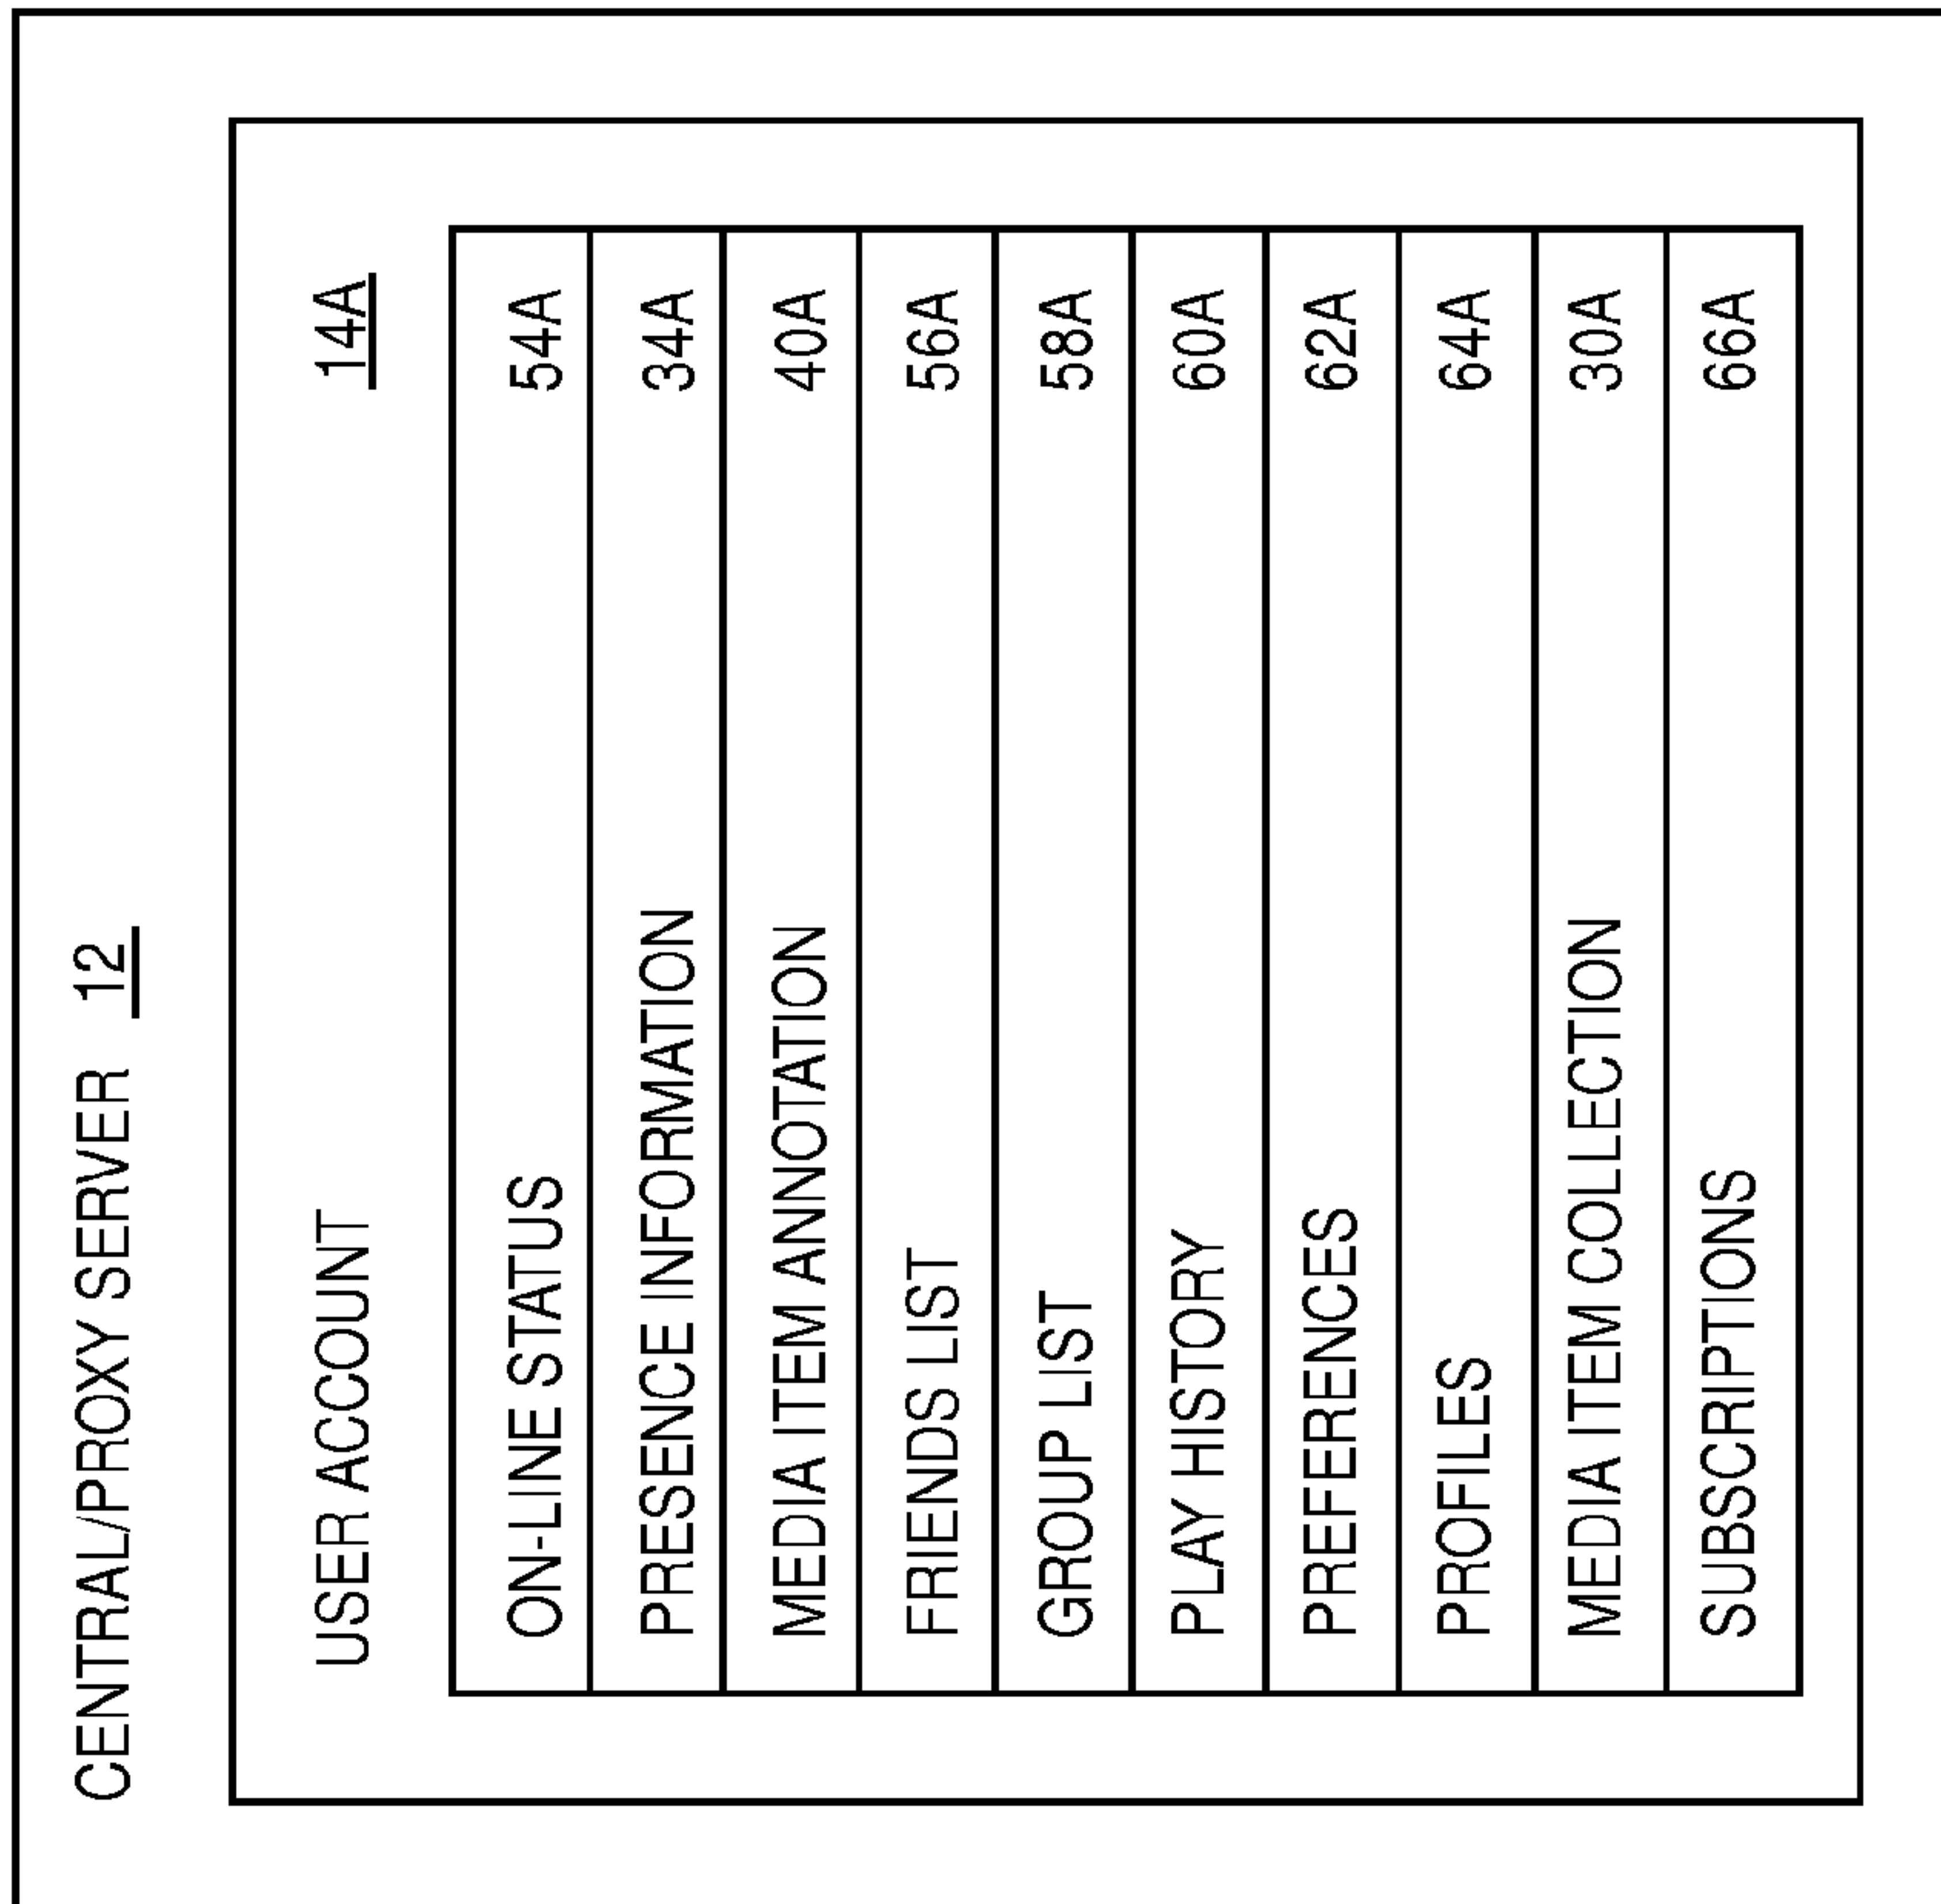 CENTRAL/PROXY SERVER 12
USER ACCOUNT 14A
ON-LINE STATUS 54A
PRESENCE INFORMATION 34A
MEDIA ITEM ANNOTATION 40A
FRIENDS LIST 56A
GROUP LIST 58A
PLAY HISTORY 60A
PREFERENCES 62A
PROFILES 64A
MEDIA ITEM COLLECTION 30A
SUBSCRIPTIONS 66A